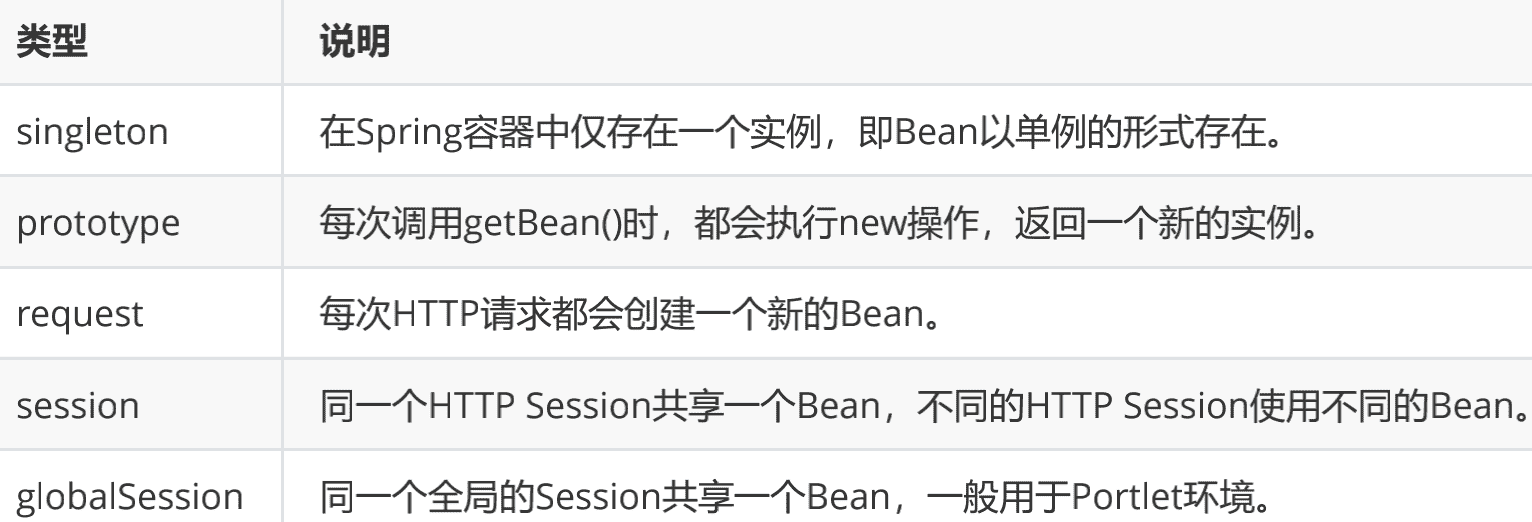 类型 说明
singleton 在Spring容器中仅存在一个实例，即Bean以单例的形式存在。
prototype 每次调用getBean()时，都会执行new操作，返回一个新的实例。
request 每次HTTP请求都会创建一个新的Bean。
session 同一个HTTP Session共享一个Bean，不同的HTTP Session使用不同的Bean。
globalSession 同一个全局的Session共享一个Bean，一般用于Portlet环境。